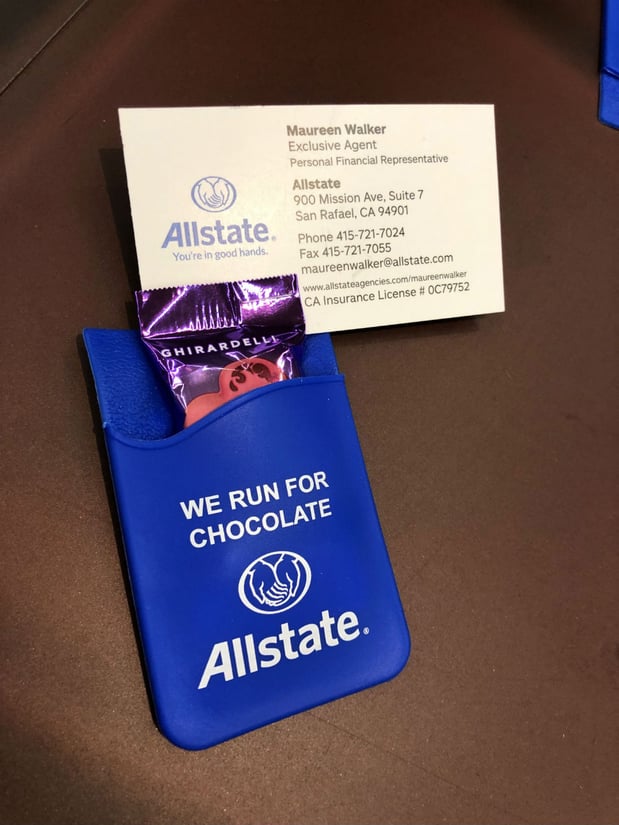 Maureen Walker
Exclusive Agent
Personal Financial Representative
Allstate
900 Mission Ave, Suite 7
San Rafael, CA 94901
Phone 415-721-7024
Fax 415-721-7055
maureenwalker@allstate.com
www.allstateagencies.com/maureenwalker
CA Insurance License # 0C79752
Allstate®
You're in good hands.
GHIRARDELLI
WE RUN FOR
CHOCOLATE
Allstate®